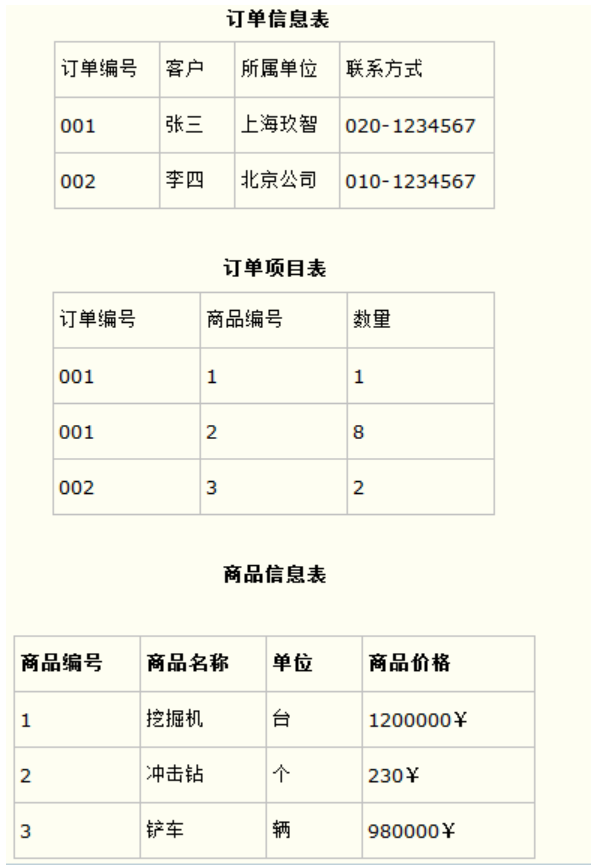 订单信息表
订单编号 客户 所属单位 联系方式
001 张三 上海玖智 020-1234567
002 李四 北京公司 010-1234567
订单项目表
订单编号 商品编号 数量
001 1 1
001 2 8
002 3 2
商品信息表
商品编号 商品名称 单位 商品价格
1 挖掘机 台 1200000¥
2 冲击钻 个 230¥
3 铲车 辆 980000¥